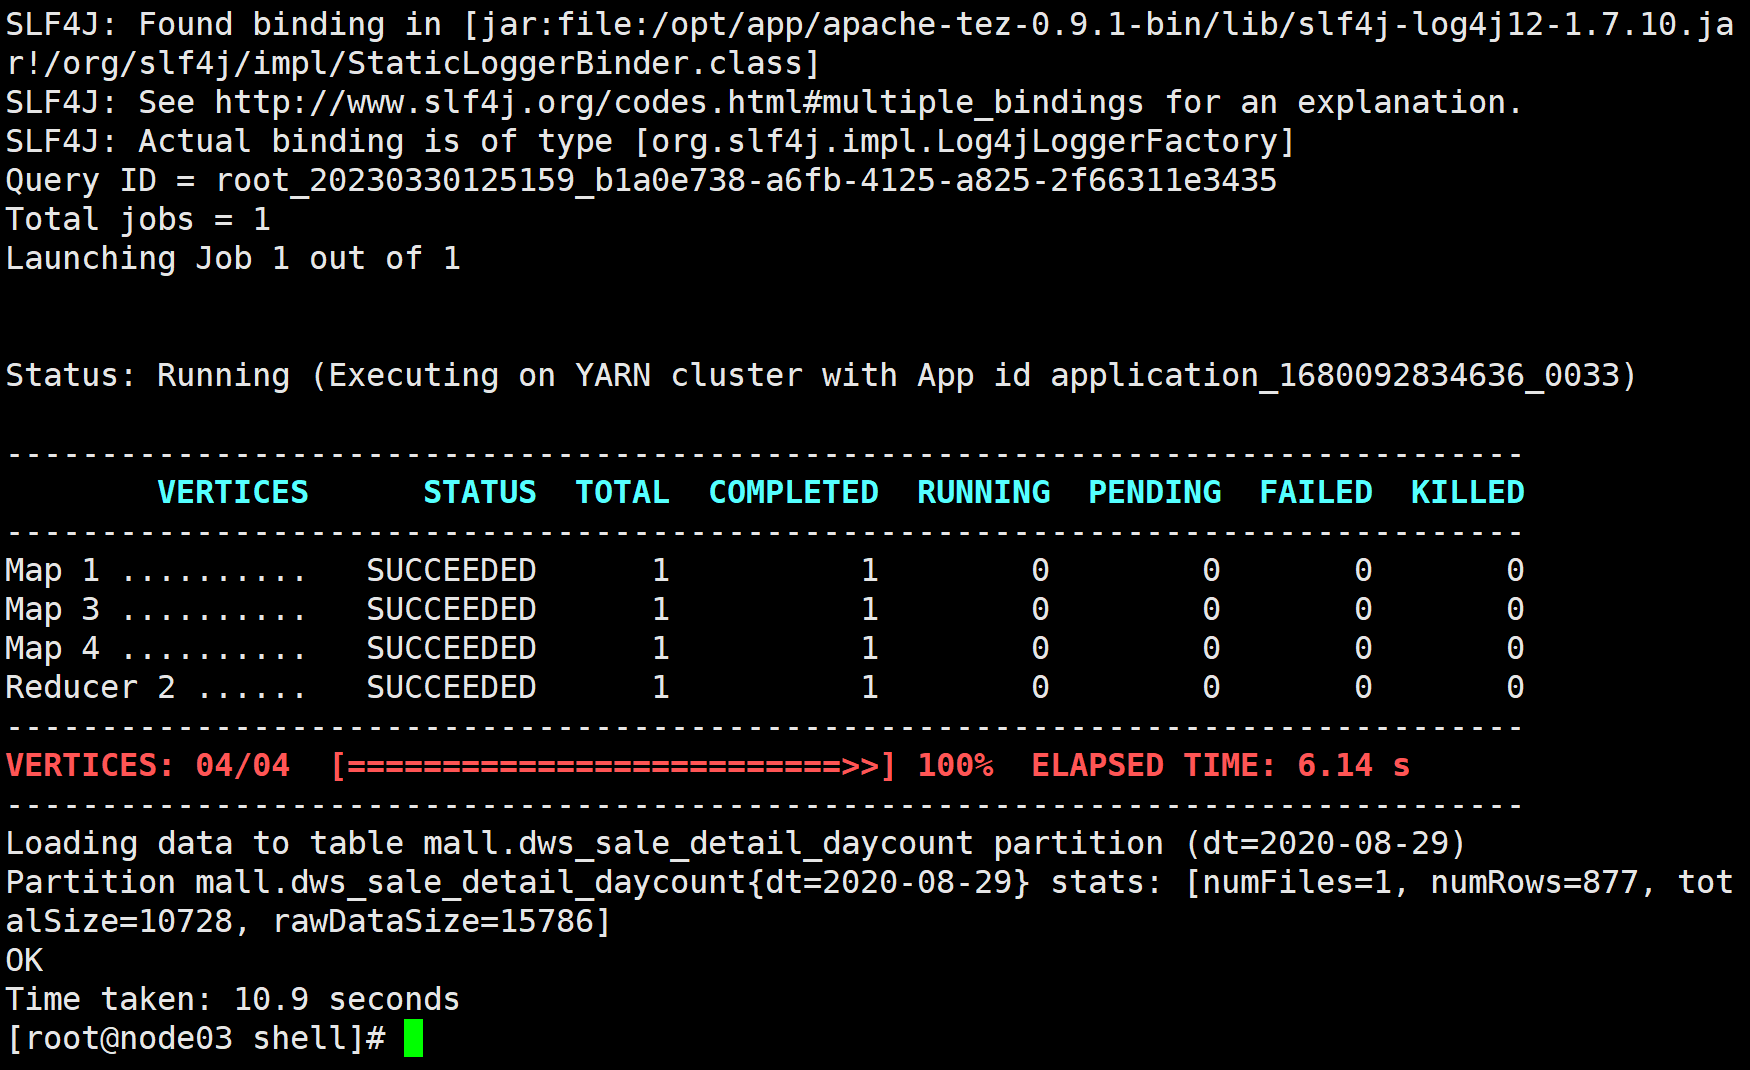 SLF4J: Found binding in [jar:file:/opt/app/apache-tez-0.9.1-bin/lib/slf4j-log4j12-1.7.10.ja
r!/org/slf4j/impl/StaticLoggerBinder.class]
SLF4J: See http://www.slf4j.org/codes.html#multiple_bindings for an explanation.
SLF4J: Actual binding is of type [org.slf4j.impl.Log4jLoggerFactory]
Query ID = root_20230330125159_b1a0e738-a6fb-4125-a825-2f66311e3435
Total jobs = 1
Launching Job 1 out of 1
Status: Running (Executing on YARN cluster with App id application_1680092834636_0033)
--------------------------------------------------------------------------------
        VERTICES      STATUS  TOTAL  COMPLETED  RUNNING  PENDING  FAILED  KILLED
--------------------------------------------------------------------------------
Map 1 ..........   SUCCEEDED      1          1        0        0       0       0
Map 3 ..........   SUCCEEDED      1          1        0        0       0       0
Map 4 ..........   SUCCEEDED      1          1        0        0       0       0
Reducer 2 ......   SUCCEEDED      1          1        0        0       0       0
--------------------------------------------------------------------------------
VERTICES: 04/04  [==========================>>] 100%  ELAPSED TIME: 6.14 s
--------------------------------------------------------------------------------
Loading data to table mall.dws_sale_detail_daycount partition (dt=2020-08-29)
Partition mall.dws_sale_detail_daycount{dt=2020-08-29} stats: [numFiles=1, numRows=877, tot
alSize=10728, rawDataSize=15786]
OK
Time taken: 10.9 seconds
[root@node03 shell]#